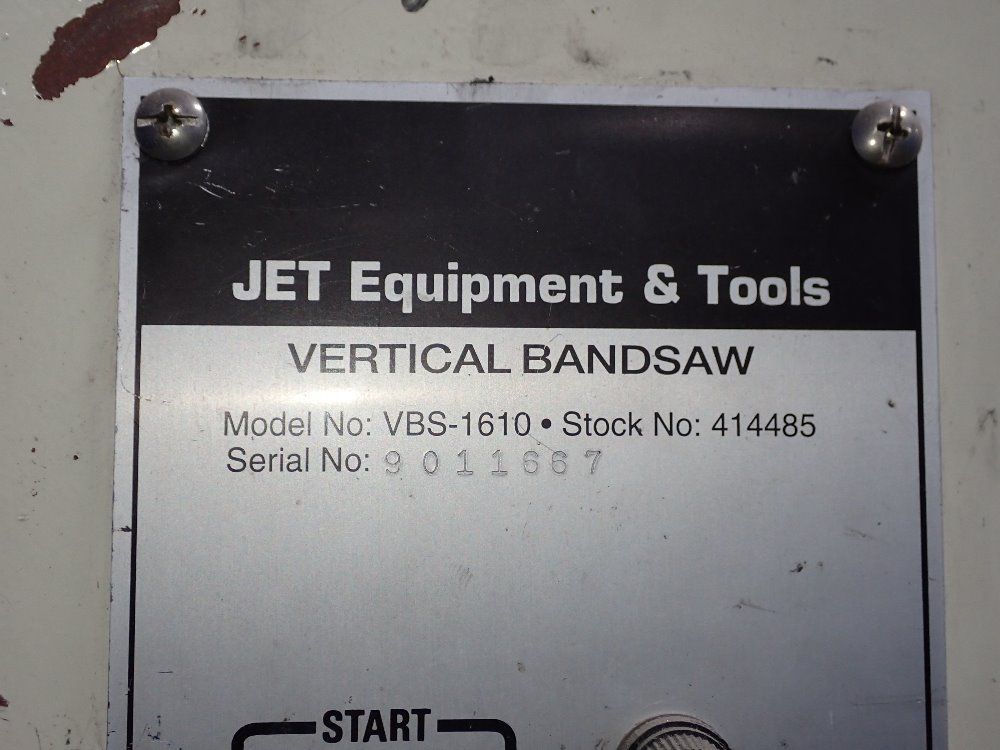 JET Equipment & Tools
VERTICAL BANDSAW
Model No: VBS-1610 • Stock No: 414485
Serial No: 9011667
START